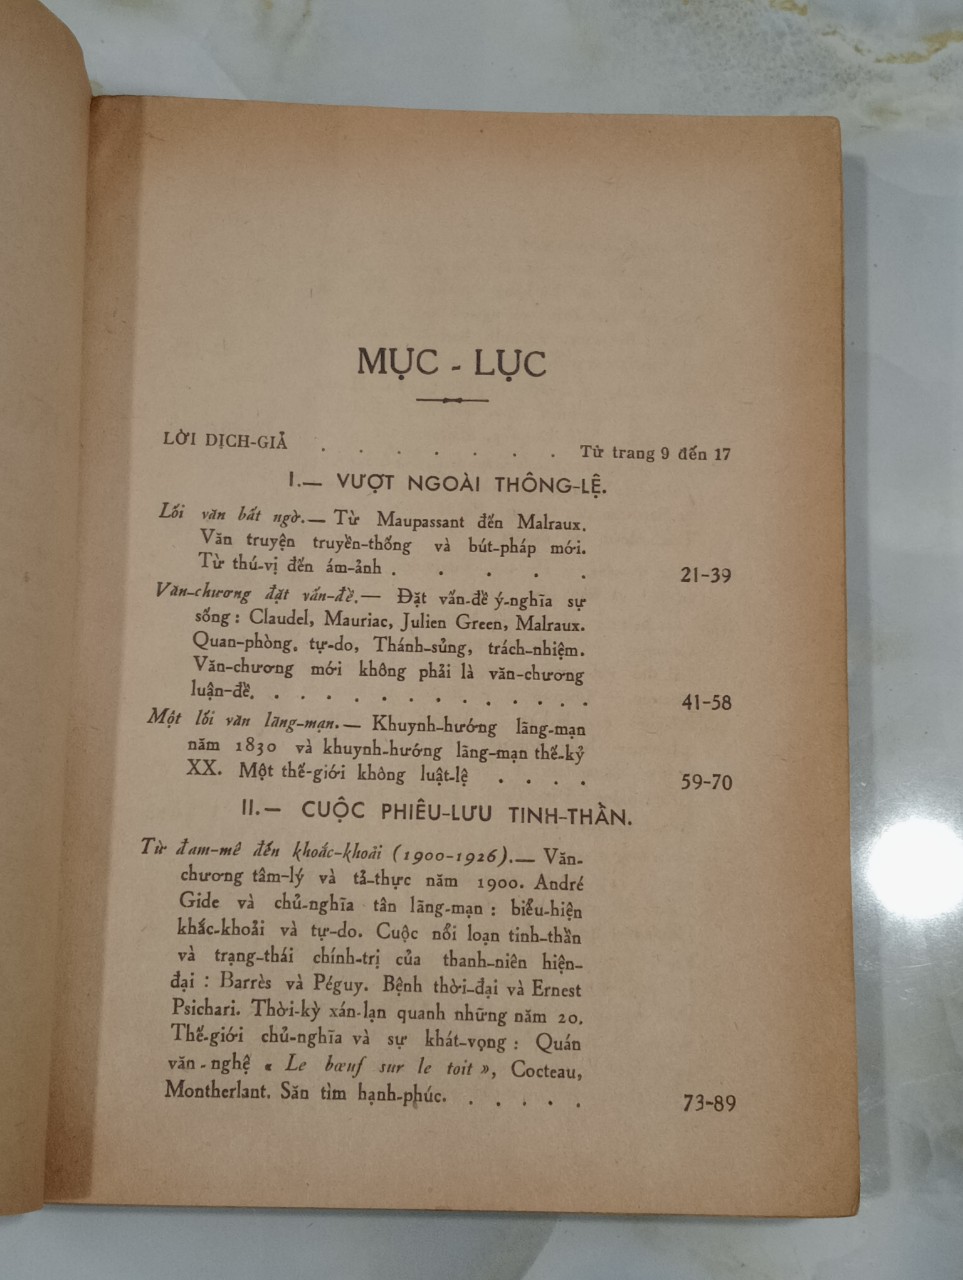 MỤC - LỤC
LỜI DỊCH-GIẢ . . . . . . . Từ trang 9 đến 17
I.— VƯỢT NGOÀI THÔNG-LỆ.
Lối văn bất ngờ.— Từ Maupassant đến Malraux.
Văn truyện truyền-thống và bút-pháp mới.
Từ thú-vị đến ám-ảnh . . . . . 21-39
Văn-chương đặt vấn-đề.— Đặt vấn-đề ý-nghĩa sự
sống : Claudel, Mauriac, Julien Green, Malraux.
Quan-phòng, tự-do, Thánh-sủng, trách-nhiệm.
Văn-chương mới không phải là văn-chương
luận-đề. . . . . . . . . . . . . 41-58
Một lối văn lãng-mạn.— Khuynh-hướng lãng-mạn
năm 1830 và khuynh-hướng lãng-mạn thế-kỷ
XX. Một thế-giới không luật-lệ . . . . 59-70
II.— CUỘC PHIÊU-LƯU TINH-THẦN.
Từ đam-mê đến khoắc-khoải (1900-1926).— Văn-
chương tâm-lý và tả-thực năm 1900. André
Gide và chủ-nghĩa tân lãng-mạn : biểu-hiện
khắc-khoải và tự-do. Cuộc nổi loạn tinh-thần
và trạng-thái chính-trị của thanh-niên hiện-
đại : Barrès và Péguy. Bệnh thời-đại và Ernest
Psichari. Thời-kỳ xán-lạn quanh những năm 20.
Thế-giới chủ-nghĩa và sự khát-vọng : Quán
văn-nghệ « Le bœuf sur le toit », Cocteau,
Montherlant. Săn tìm hạnh-phúc. . . . . . 73-89